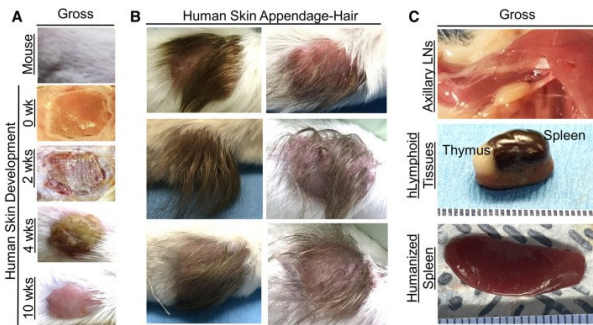 A
Gross
Mouse
Human Skin Development
0 wk
2 wks
4 wks
10 wks
B
Human Skin Appendage-Hair
C
Gross
Axillary LNs
hLymphoid
Tissues
Thymus
Spleen
Humanized
Spleen